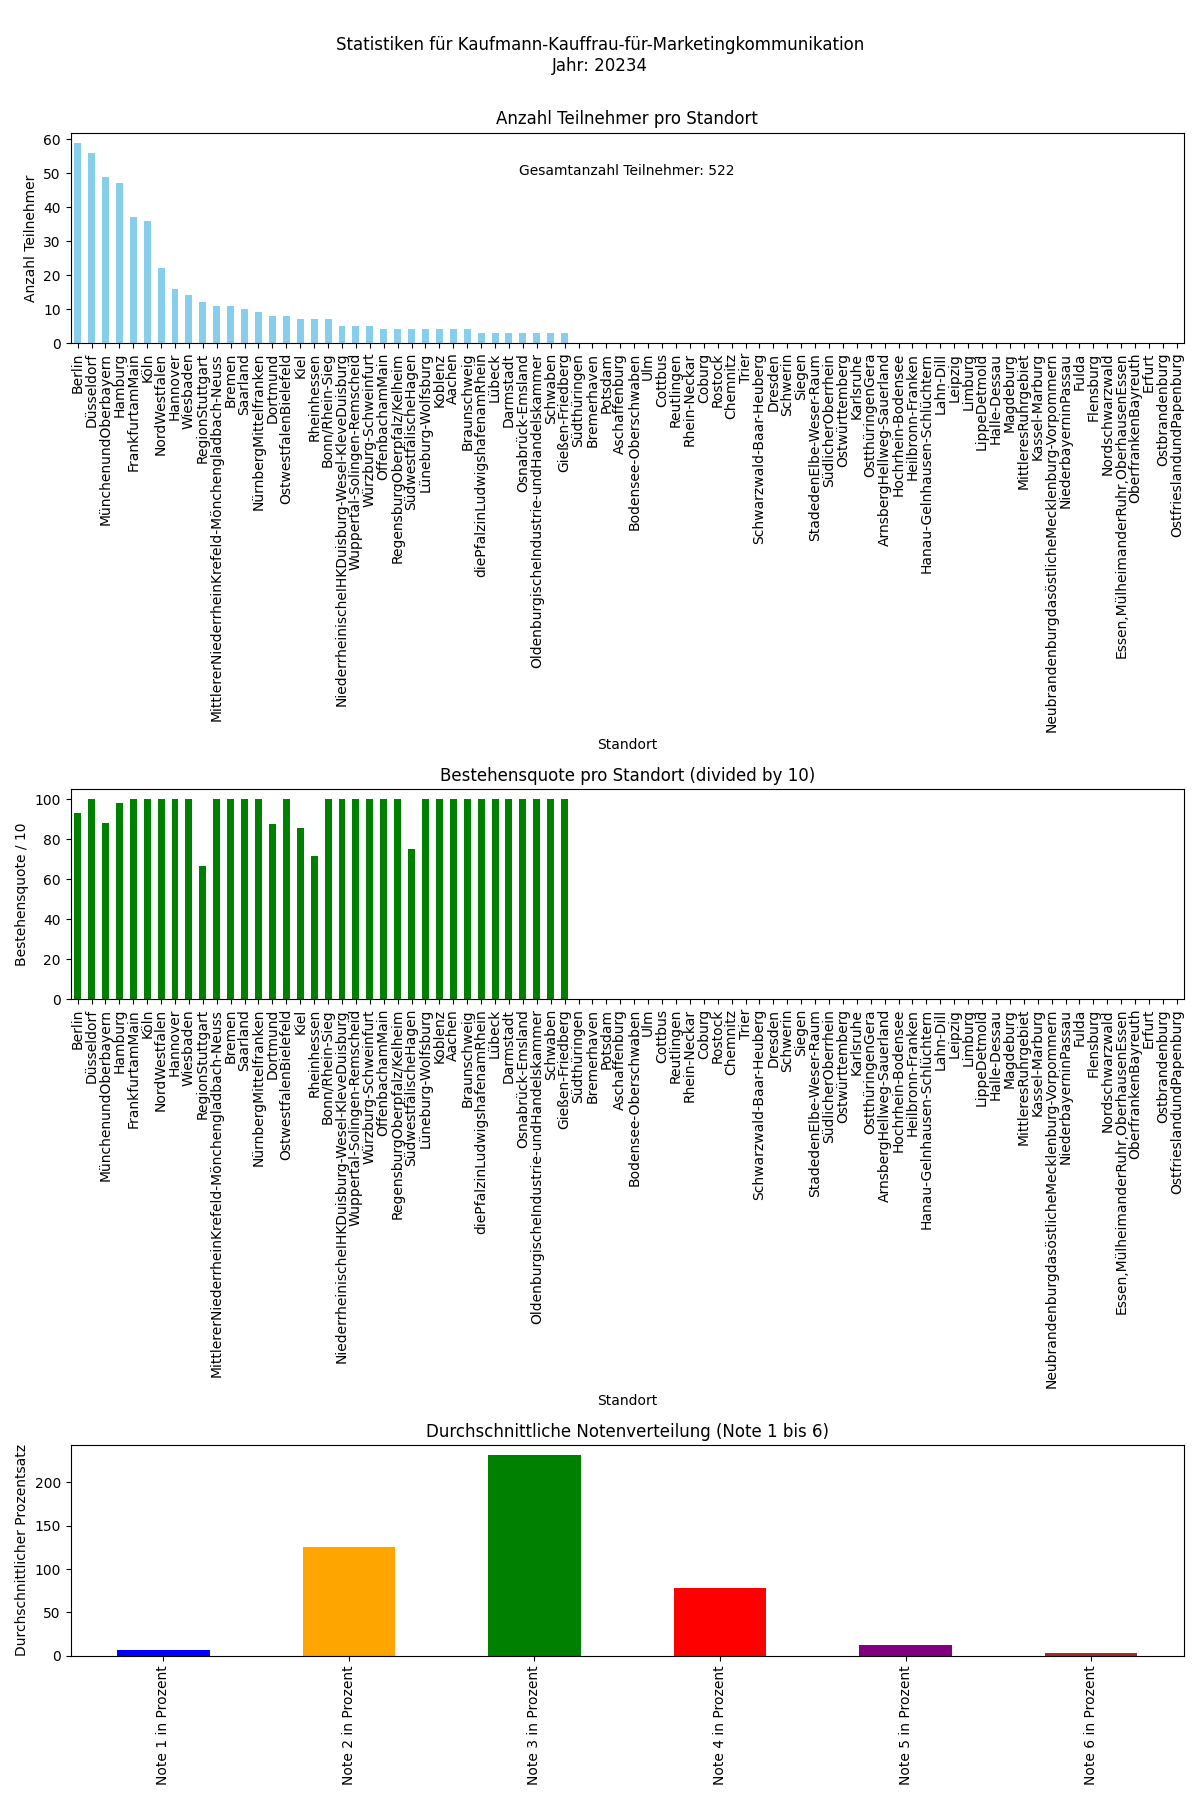 Statistiken für Kaufmann-Kauffrau-für-Marketingkommunikation
Jahr: 20234
Anzahl Teilnehmer pro Standort
Gesamtanzahl Teilnehmer: 522
Anzahl Teilnehmer
60
50
40
30
20
10
0
Berlin
Düsseldorf
MünchenundOberbayern
Hamburg
FrankfurtamMain
Köln
NordWestfalen
Hannover
Wiesbaden
RegionStuttgart
MittlererNiederrheinKrefeld-Mönchengladbach-Neuss
Bremen
Saarland
NürnbergMittelfranken
Dortmund
OstwestfalenBielefeld
Kiel
Rheinhessen
Bonn/Rhein-Sieg
NiederrheinischeIHKDuisburg-Wesel-KleveDuisburg
Wuppertal-Solingen-Remscheid
Würzburg-Schweinfurt
OffenbachamMain
RegensburgOberpfalz/Kelheim
SüdwestfälischeHagen
Lüneburg-Wolfsburg
Koblenz
Aachen
Braunschweig
diePfalzinLudwigshafenamRhein
Lübeck
Darmstadt
Osnabrück-Emsland
OldenburgischeIndustrie-undHandelskammer
Schwaben
Gießen-Friedberg
Südthüringen
Bremerhaven
Potsdam
Aschaffenburg
Bodensee-Oberschwaben
Ulm
Cottbus
Reutlingen
Rhein-Neckar
Coburg
Rostock
Chemnitz
Trier
Schwarzwald-Baar-Heuberg
Dresden
Schwerin
Siegen
StadedenElbe-Weser-Raum
SüdlicherOberrhein
Ostwürttemberg
Karlsruhe
OstthüringenGera
ArnsbergHellweg-Sauerland
Hochrhein-Bodensee
Heilbronn-Franken
Hanau-Gelnhausen-Schlüchtern
Lahn-Dill
Leipzig
Limburg
LippeDetmold
Halle-Dessau
Magdeburg
MittleresRuhrgebiet
Kassel-Marburg
NeubrandenburgdasöstlicheMecklenburg-Vorpommern
NiederbayerninPassau
Fulda
Flensburg
Nordschwarzwald
Essen,MülheimanderRuhr,OberhausenEssen
OberfrankenBayreuth
Erfurt
Ostbrandenburg
OstfrieslandundPapenburg
Standort
Bestehensquote pro Standort (divided by 10)
Bestehensquote / 10
100
80
60
40
20
0
Berlin
Düsseldorf
MünchenundOberbayern
Hamburg
FrankfurtamMain
Köln
NordWestfalen
Hannover
Wiesbaden
RegionStuttgart
MittlererNiederrheinKrefeld-Mönchengladbach-Neuss
Bremen
Saarland
NürnbergMittelfranken
Dortmund
OstwestfalenBielefeld
Kiel
Rheinhessen
Bonn/Rhein-Sieg
NiederrheinischeIHKDuisburg-Wesel-KleveDuisburg
Wuppertal-Solingen-Remscheid
Würzburg-Schweinfurt
OffenbachamMain
RegensburgOberpfalz/Kelheim
SüdwestfälischeHagen
Lüneburg-Wolfsburg
Koblenz
Aachen
Braunschweig
diePfalzinLudwigshafenamRhein
Lübeck
Darmstadt
Osnabrück-Emsland
OldenburgischeIndustrie-undHandelskammer
Schwaben
Gießen-Friedberg
Südthüringen
Bremerhaven
Potsdam
Aschaffenburg
Bodensee-Oberschwaben
Ulm
Cottbus
Reutlingen
Rhein-Neckar
Coburg
Rostock
Chemnitz
Trier
Schwarzwald-Baar-Heuberg
Dresden
Schwerin
Siegen
StadedenElbe-Weser-Raum
SüdlicherOberrhein
Ostwürttemberg
Karlsruhe
OstthüringenGera
ArnsbergHellweg-Sauerland
Hochrhein-Bodensee
Heilbronn-Franken
Hanau-Gelnhausen-Schlüchtern
Lahn-Dill
Leipzig
Limburg
LippeDetmold
Halle-Dessau
Magdeburg
MittleresRuhrgebiet
Kassel-Marburg
NeubrandenburgdasöstlicheMecklenburg-Vorpommern
NiederbayerninPassau
Fulda
Flensburg
Nordschwarzwald
Essen,MülheimanderRuhr,OberhausenEssen
OberfrankenBayreuth
Erfurt
Ostbrandenburg
OstfrieslandundPapenburg
Standort
Durchschnittliche Notenverteilung (Note 1 bis 6)
Durchschnittlicher Prozentsatz
200
150
100
50
0
Note 1 in Prozent
Note 2 in Prozent
Note 3 in Prozent
Note 4 in Prozent
Note 5 in Prozent
Note 6 in Prozent